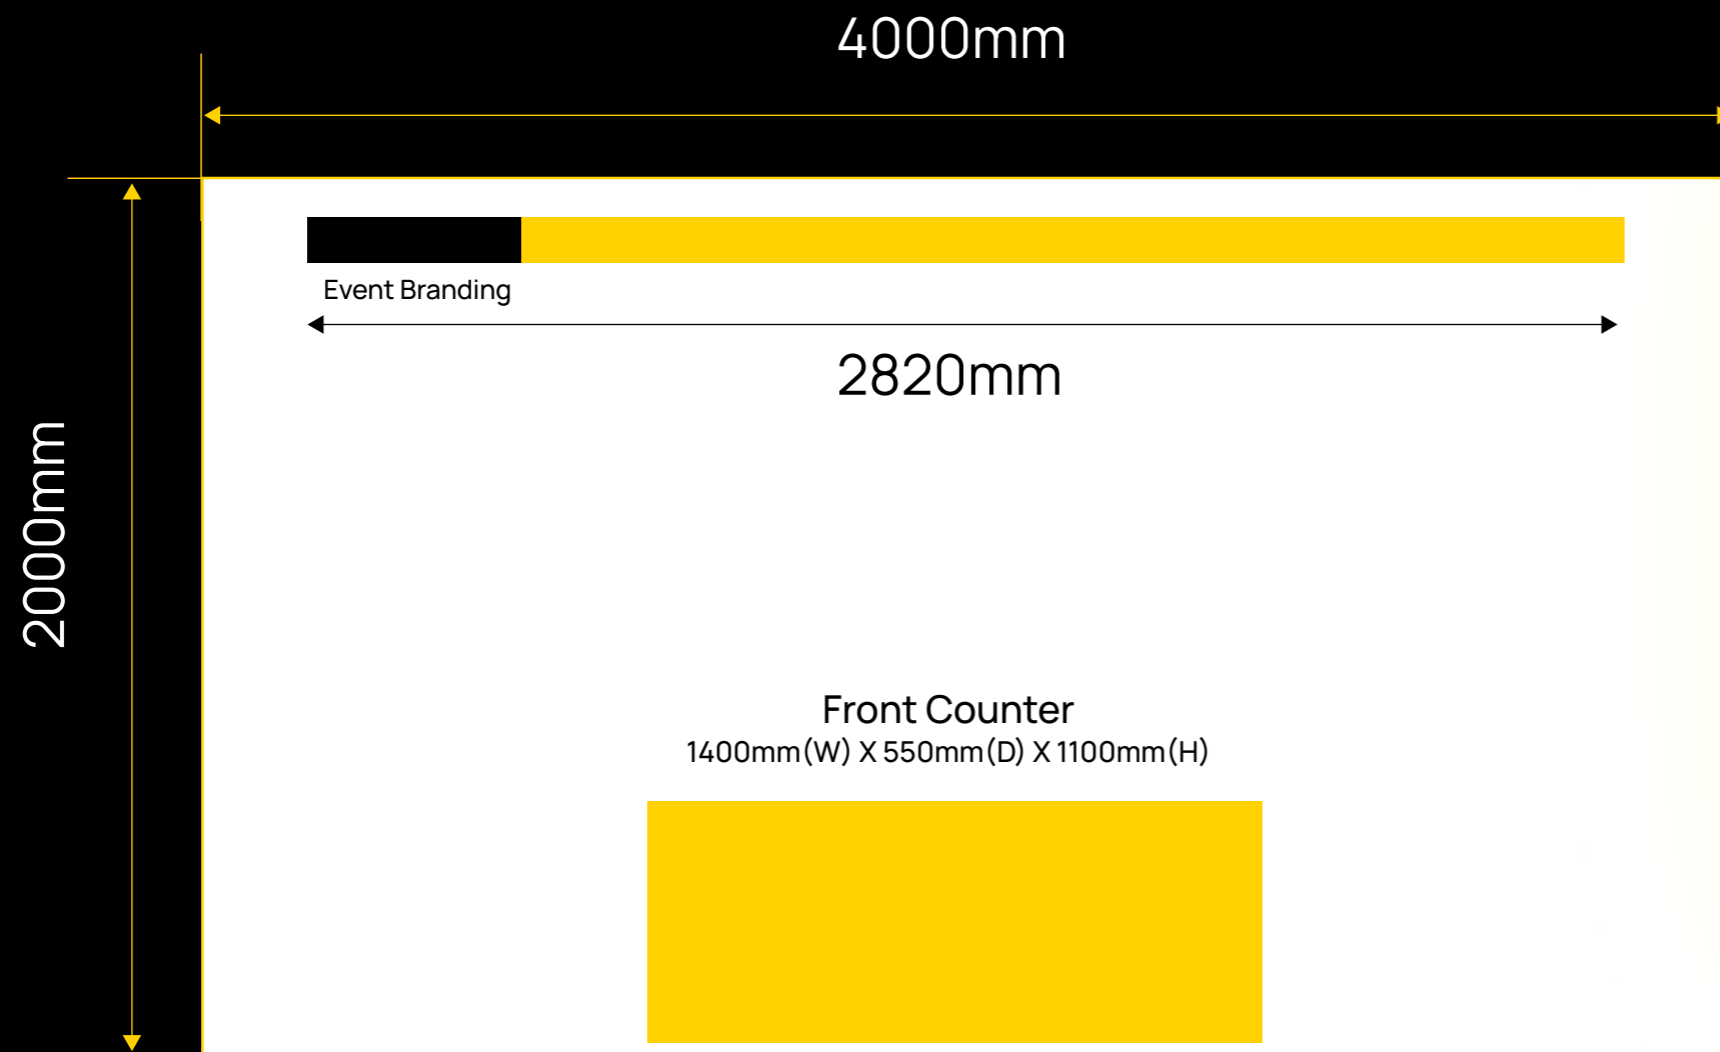 4000mm
Event Branding
2820mm
2000mm
Front Counter
1400mm(W) X 550mm(D) X 1100mm(H)